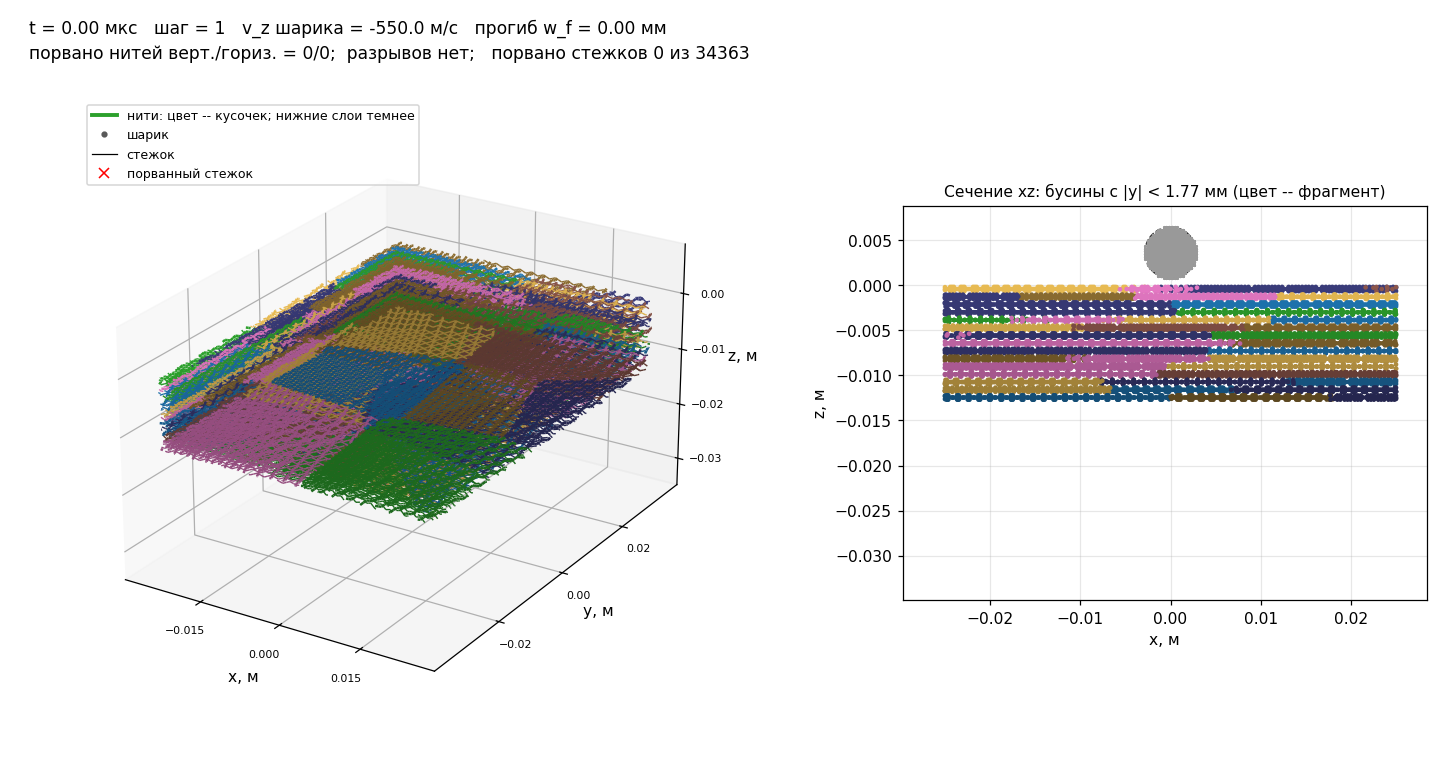 t = 0.00 мкс   шаг = 1   v_z шарика = -550.0 м/с   прогиб w_f = 0.00 мм
порвано нитей верт./гориз. = 0/0;  разрывов нет;   порвано стежков 0 из 34363
нити: цвет -- кусочек; нижние слои темнее
шарик
стежок
порванный стежок
0.00
−0.01
−0.02
−0.03
z, м
0.02
0.00
−0.02
y, м
−0.015
0.000
0.015
x, м
Сечение xz: бусины с |y| < 1.77 мм (цвет -- фрагмент)
0.005
0.000
−0.005
−0.010
−0.015
−0.020
−0.025
−0.030
z, м
−0.02
−0.01
0.00
0.01
0.02
x, м